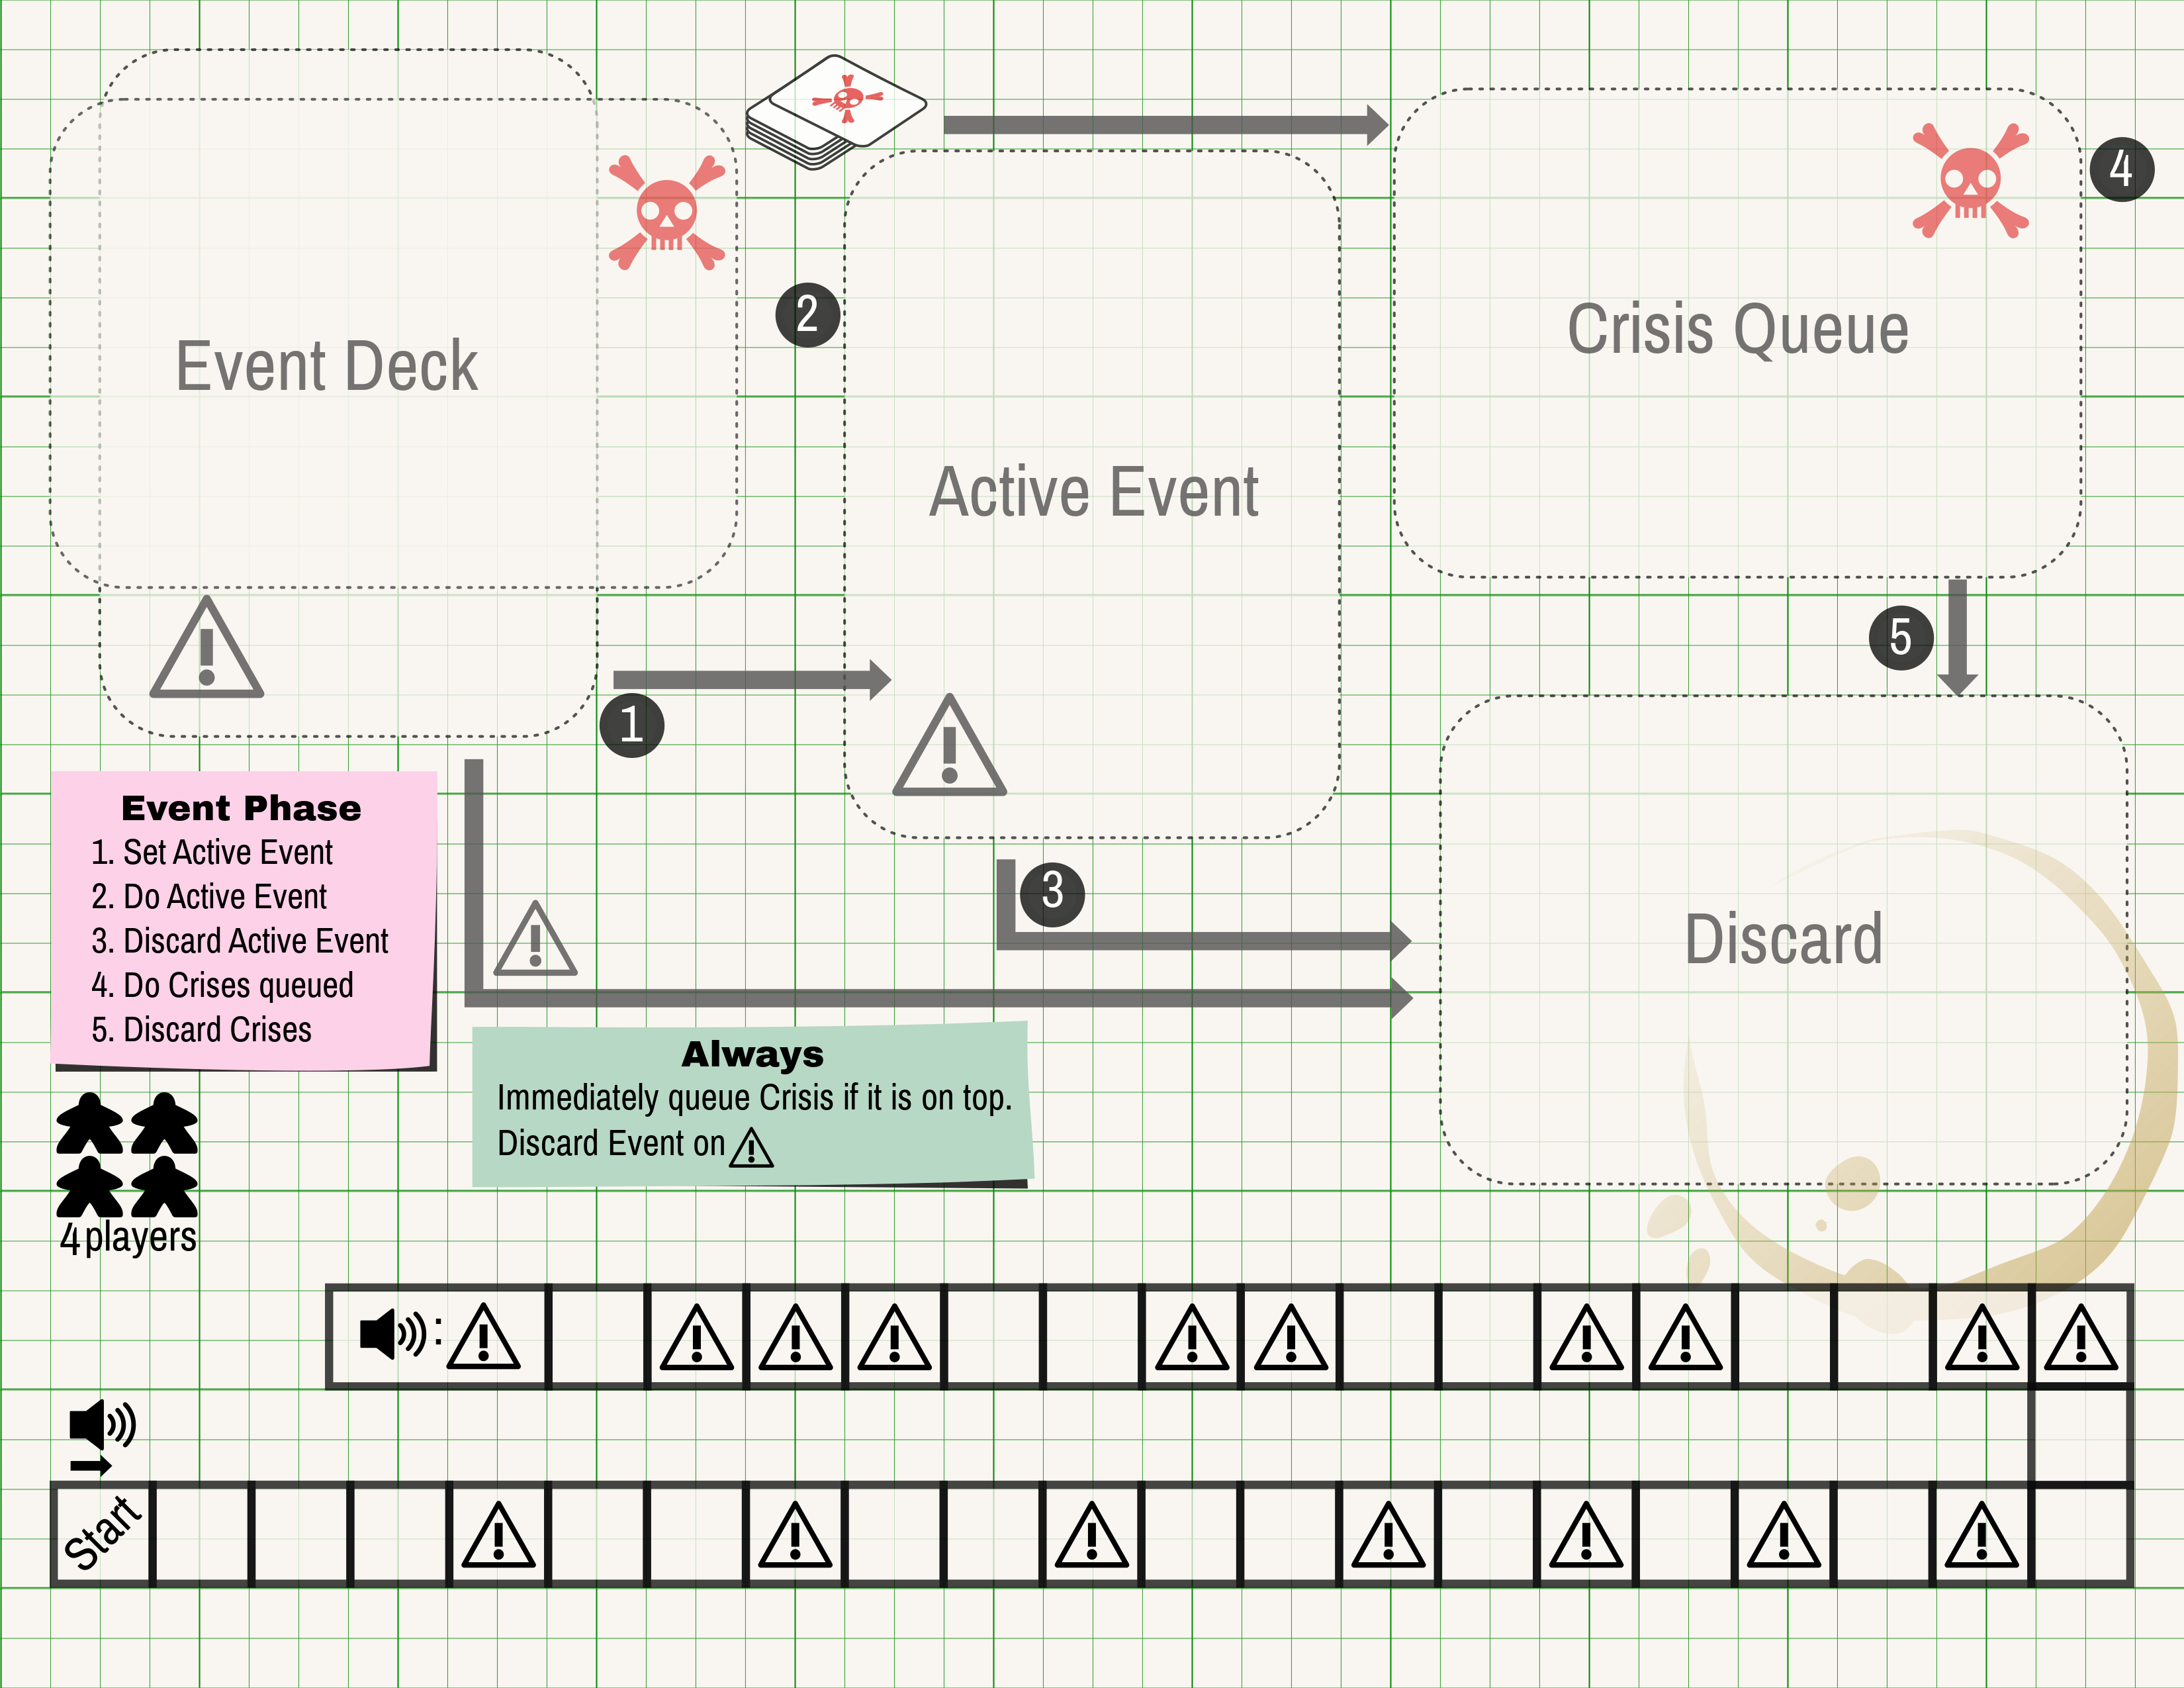 Event Deck
2
Active Event
Crisis Queue
4
1
5
Event Phase
1. Set Active Event
2. Do Active Event
3. Discard Active Event
4. Do Crises queued
5. Discard Crises
3
Discard
Always
Immediately queue Crisis if it is on top.
Discard Event on
4 players
:
Start